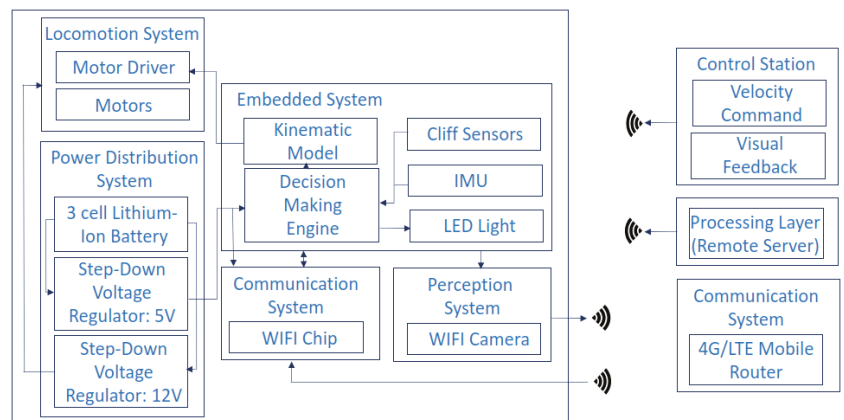 Locomotion System
Motor Driver
Motors
Power Distribution
System
3 cell Lithium-
Ion Battery
Step-Down
Voltage
Regulator: 5V
Step-Down
Voltage
Regulator: 12V
Embedded System
Kinematic
Model
Decision
Making
Engine
Cliff Sensors
IMU
LED Light
Communication
System
WIFI Chip
Perception
System
WIFI Camera
Control Station
Velocity
Command
Visual
Feedback
Processing Layer
(Remote Server)
Communication
System
4G/LTE Mobile
Router